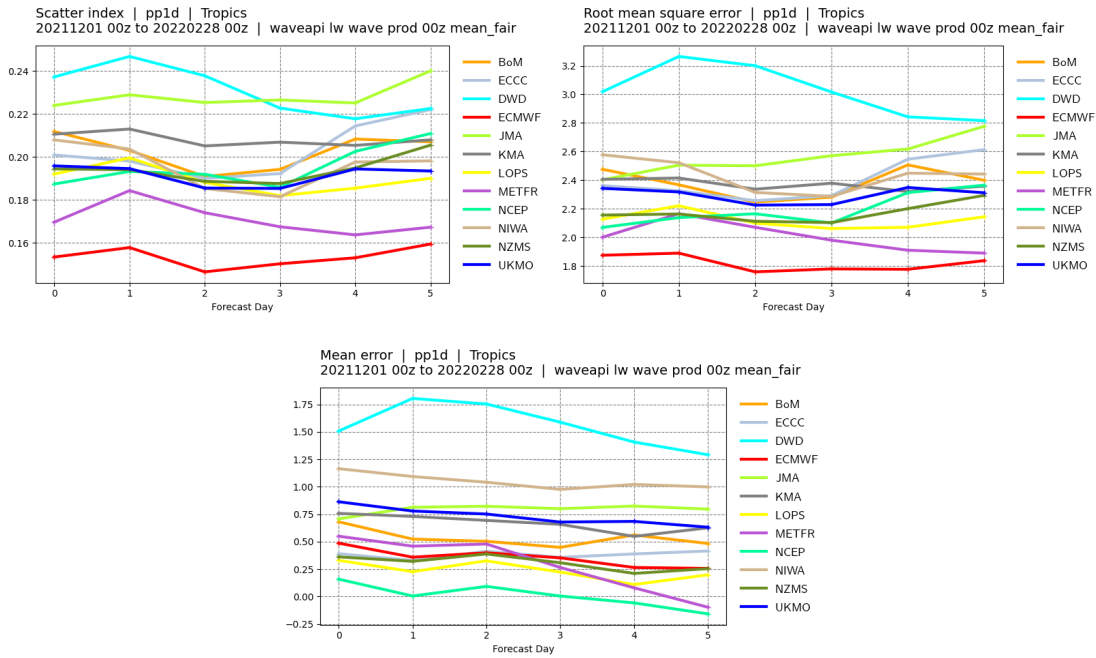 Scatter index | pp1d | Tropics
20211201 00z to 20220228 00z | waveapi lw wave prod 00z mean_fair
0.24
0.22
0.20
0.18
0.16
0 1 2 3 4 5
Forecast Day
BoM
ECCC
DWD
ECMWF
JMA
KMA
LOPS
METFR
NCEP
NIWA
NZMS
UKMO
Root mean square error | pp1d | Tropics
20211201 00z to 20220228 00z | waveapi lw wave prod 00z mean_fair
3.2
3.0
2.8
2.6
2.4
2.2
2.0
1.8
0 1 2 3 4 5
Forecast Day
BoM
ECCC
DWD
ECMWF
JMA
KMA
LOPS
METFR
NCEP
NIWA
NZMS
UKMO
Mean error | pp1d | Tropics
20211201 00z to 20220228 00z | waveapi lw wave prod 00z mean_fair
1.75
1.50
1.25
1.00
0.75
0.50
0.25
0.00
−0.25
0 1 2 3 4 5
Forecast Day
BoM
ECCC
DWD
ECMWF
JMA
KMA
LOPS
METFR
NCEP
NIWA
NZMS
UKMO